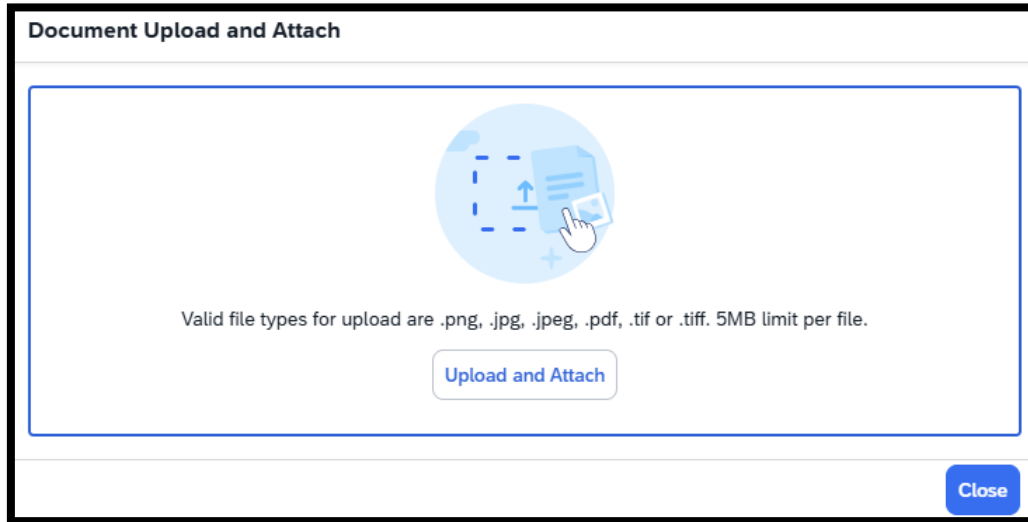 Document Upload and Attach
Valid file types for upload are .png, .jpg, .jpeg, .pdf, .tif or .tiff. 5MB limit per file.
Upload and Attach
Close